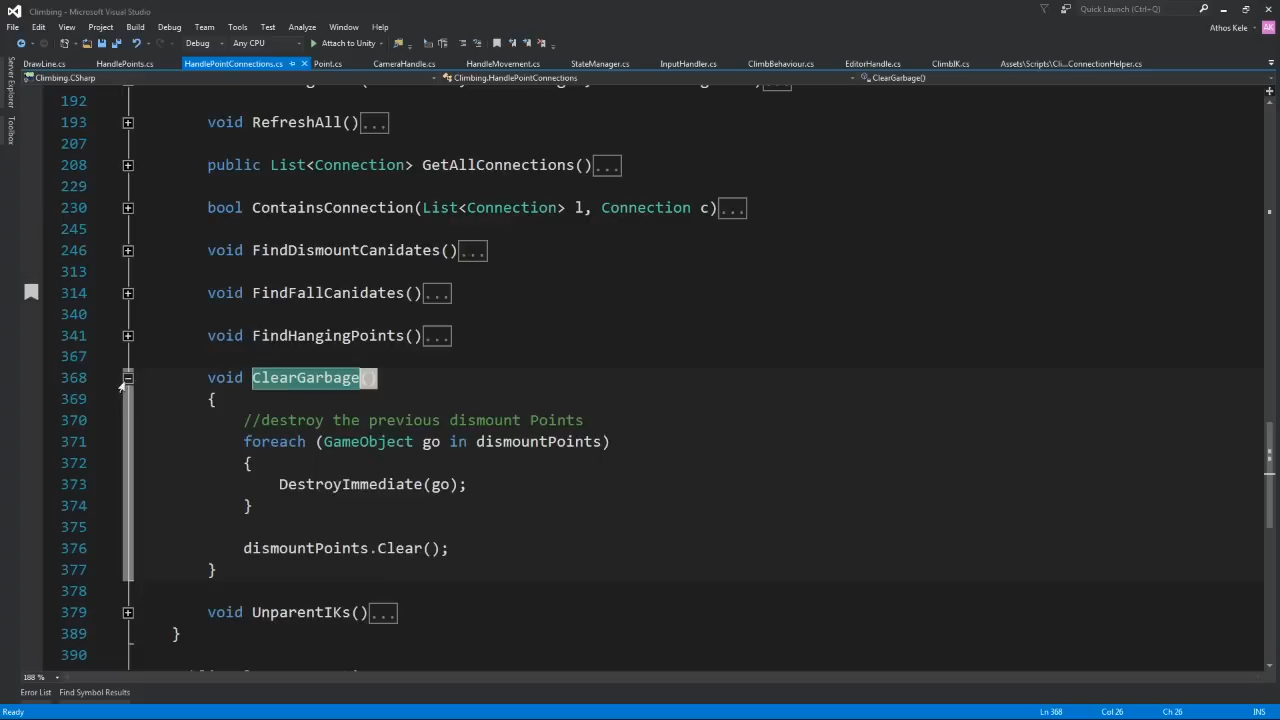 Climbing - Microsoft Visual Studio
Quick Launch (Ctrl+Q)
File Edit View Project Build Debug Team Tools Test Analyze Window Help
Athos Kele AK
Debug Any CPU Attach to Unity
DrawLine.cs HandlePoints.cs HandlePointConnections.cs Point.cs CameraHandle.cs HandleMovement.cs StateManager.cs InputHandler.cs ClimbBehaviour.cs EditorHandle.cs ClimbIK.cs Assets\Scripts\Cli...ConnectionHelper.cs
Climbing.CSharp Climbing.HandlePointConnections ClearGarbage()
Server Explorer
Toolbox
192
193 void RefreshAll()...
207
208 public List<Connection> GetAllConnections()...
229
230 bool ContainsConnection(List<Connection> l, Connection c)...
245
246 void FindDismountCanidates()...
313
314 void FindFallCanidates()...
340
341 void FindHangingPoints()...
367
368 void ClearGarbage()
369 {
370 //destroy the previous dismount Points
371 foreach (GameObject go in dismountPoints)
372 {
373 DestroyImmediate(go);
374 }
375
376 dismountPoints.Clear();
377 }
378
379 void UnparentIKs()...
389 }
390
188 %
Error List Find Symbol Results
Ready Ln 368 Col 26 Ch 26 INS